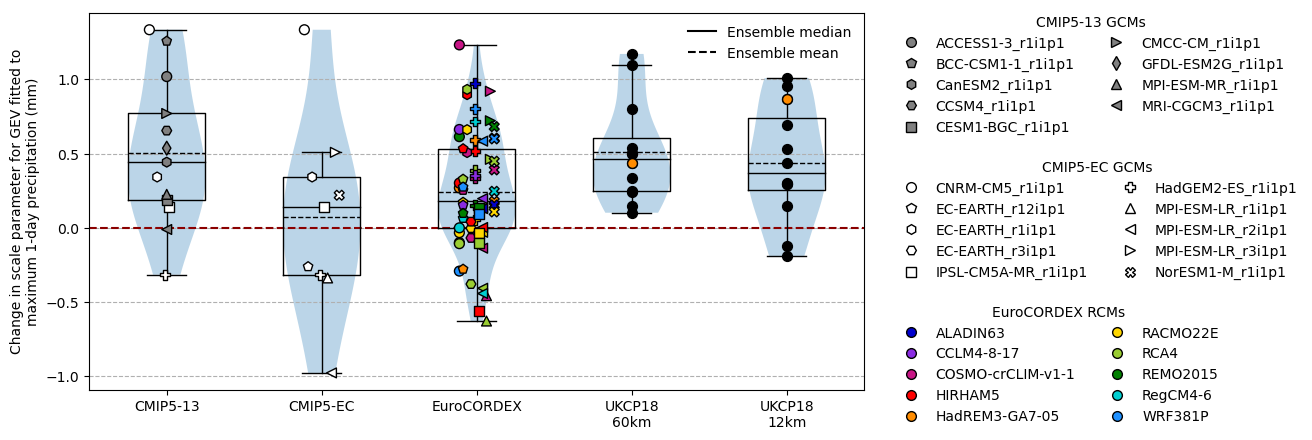 Change in scale parameter for GEV fitted to
maximum 1-day precipitation (mm)
1.0
0.5
0.0
−0.5
−1.0
CMIP5-13
CMIP5-EC
EuroCORDEX
UKCP18
60km
UKCP18
12km
Ensemble median
Ensemble mean
CMIP5-13 GCMs
ACCESS1-3_r1i1p1
BCC-CSM1-1_r1i1p1
CanESM2_r1i1p1
CCSM4_r1i1p1
CESM1-BGC_r1i1p1
CMCC-CM_r1i1p1
GFDL-ESM2G_r1i1p1
MPI-ESM-MR_r1i1p1
MRI-CGCM3_r1i1p1
CMIP5-EC GCMs
CNRM-CM5_r1i1p1
EC-EARTH_r12i1p1
EC-EARTH_r1i1p1
EC-EARTH_r3i1p1
IPSL-CM5A-MR_r1i1p1
HadGEM2-ES_r1i1p1
MPI-ESM-LR_r1i1p1
MPI-ESM-LR_r2i1p1
MPI-ESM-LR_r3i1p1
NorESM1-M_r1i1p1
EuroCORDEX RCMs
ALADIN63
CCLM4-8-17
COSMO-crCLIM-v1-1
HIRHAM5
HadREM3-GA7-05
RACMO22E
RCA4
REMO2015
RegCM4-6
WRF381P